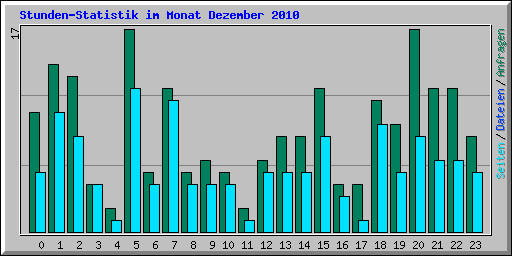 Stunden-Statistik im Monat Dezember 2010
17
Seiten / Dateien / Anfragen
0 1 2 3 4 5 6 7 8 9 10 11 12 13 14 15 16 17 18 19 20 21 22 23